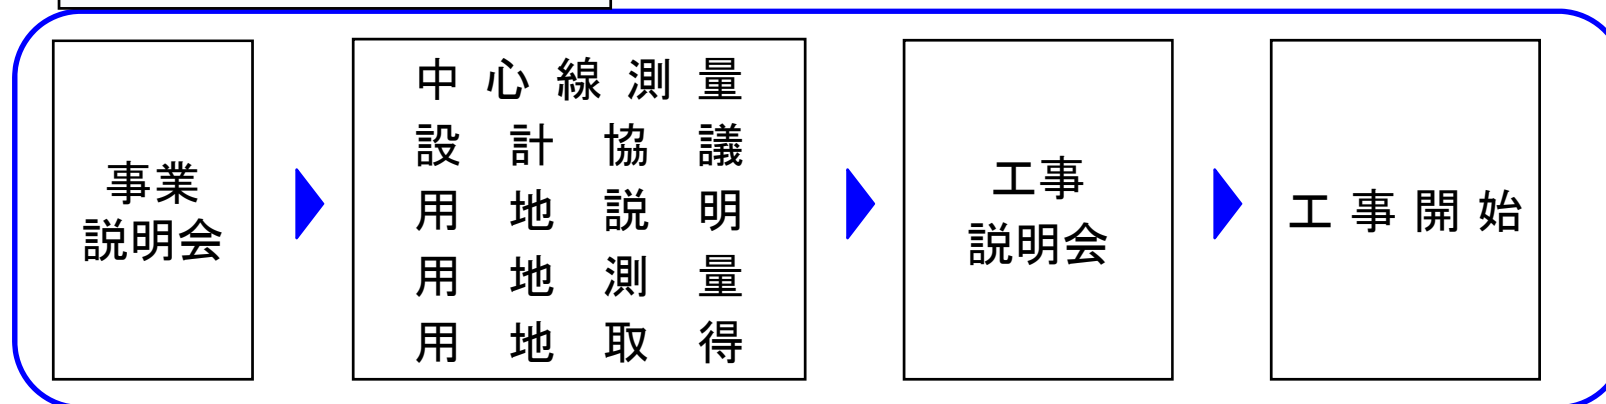 事業
説明会
中心線測量
設計協議
用地説明
用地測量
用地取得
工事
説明会
工事開始